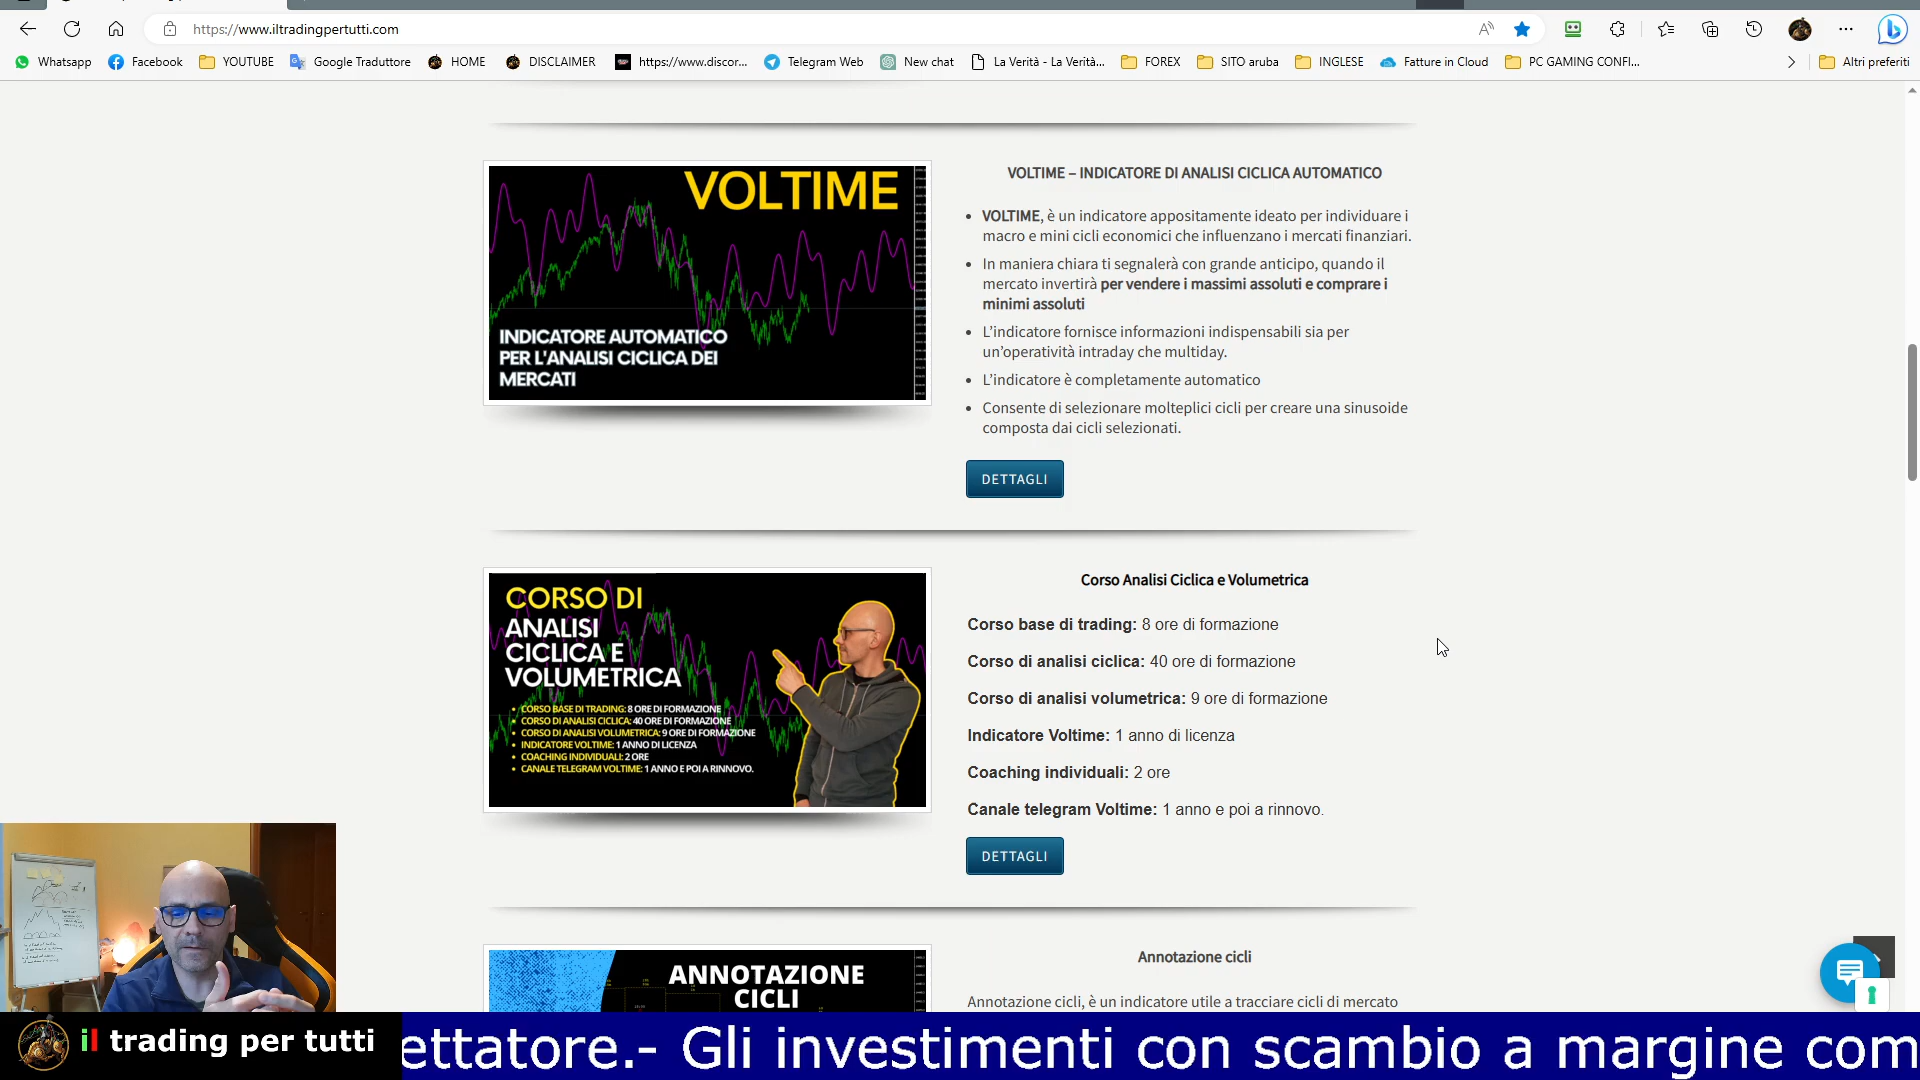 https://www.iltradingpertutti.com
Whatsapp
Facebook
YOUTUBE
Google Traduttore
HOME
DISCLAIMER
https://www.discor...
Telegram Web
New chat
La Verità - La Verità...
FOREX
SITO aruba
INGLESE
Fatture in Cloud
PC GAMING CONFI...
Altri preferiti
VOLTIME
INDICATORE AUTOMATICO
PER L'ANALISI CICLICA DEI
MERCATI
VOLTIME – INDICATORE DI ANALISI CICLICA AUTOMATICO
VOLTIME, è un indicatore appositamente ideato per individuare i
macro e mini cicli economici che influenzano i mercati finanziari.
In maniera chiara ti segnalerà con grande anticipo, quando il
mercato invertirà per vendere i massimi assoluti e comprare i
minimi assoluti
L'indicatore fornisce informazioni indispensabili sia per
un'operatività intraday che multiday.
L'indicatore è completamente automatico
Consente di selezionare molteplici cicli per creare una sinusoide
composta dai cicli selezionati.
DETTAGLI
CORSO DI
ANALISI
CICLICA E
VOLUMETRICA
CORSO BASE DI TRADING: 8 ORE DI FORMAZIONE
CORSO DI ANALISI CICLICA: 40 ORE DI FORMAZIONE
CORSO DI ANALISI VOLUMETRICA: 9 ORE DI FORMAZIONE
INDICATORE VOLTIME: 1 ANNO DI LICENZA
COACHING INDIVIDUALI: 2 ORE
CANALE TELEGRAM VOLTIME: 1 ANNO E POI A RINNOVO.
Corso Analisi Ciclica e Volumetrica
Corso base di trading: 8 ore di formazione
Corso di analisi ciclica: 40 ore di formazione
Corso di analisi volumetrica: 9 ore di formazione
Indicatore Voltime: 1 anno di licenza
Coaching individuali: 2 ore
Canale telegram Voltime: 1 anno e poi a rinnovo.
DETTAGLI
ANNOTAZIONE
CICLI
Annotazione cicli
Annotazione cicli, è un indicatore utile a tracciare cicli di mercato
il trading per tutti
ettatore.- Gli investimenti con scambio a margine com